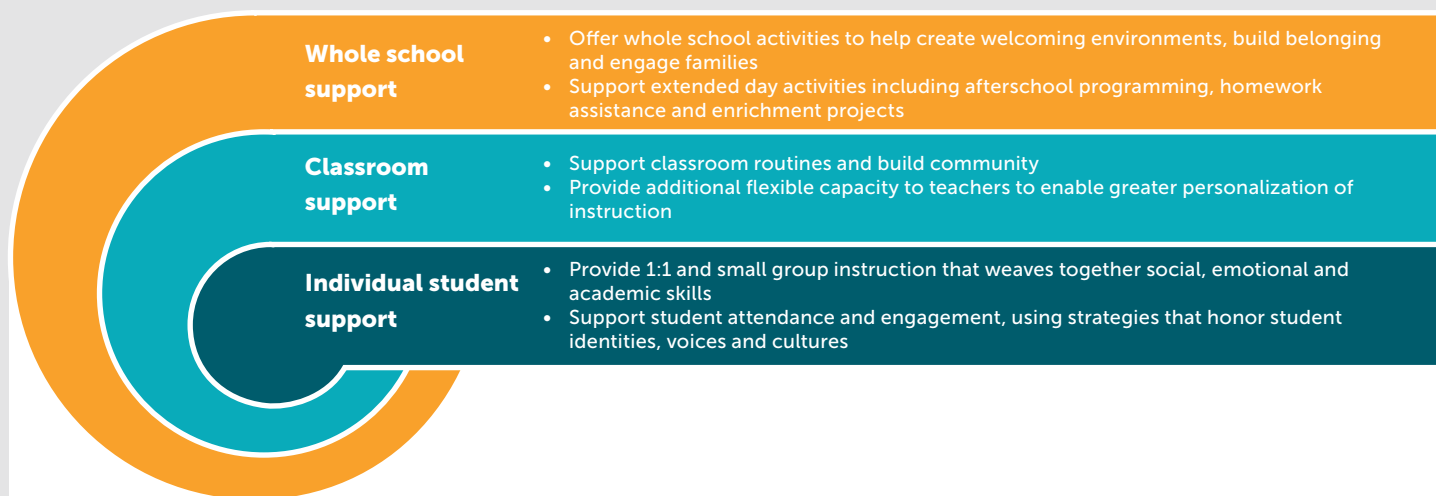 Whole school
support
• Offer whole school activities to help create welcoming environments, build belonging
and engage families
• Support extended day activities including afterschool programming, homework
assistance and enrichment projects
Classroom
support
• Support classroom routines and build community
• Provide additional flexible capacity to teachers to enable greater personalization of
instruction
Individual student
support
• Provide 1:1 and small group instruction that weaves together social, emotional and
academic skills
• Support student attendance and engagement, using strategies that honor student
identities, voices and cultures